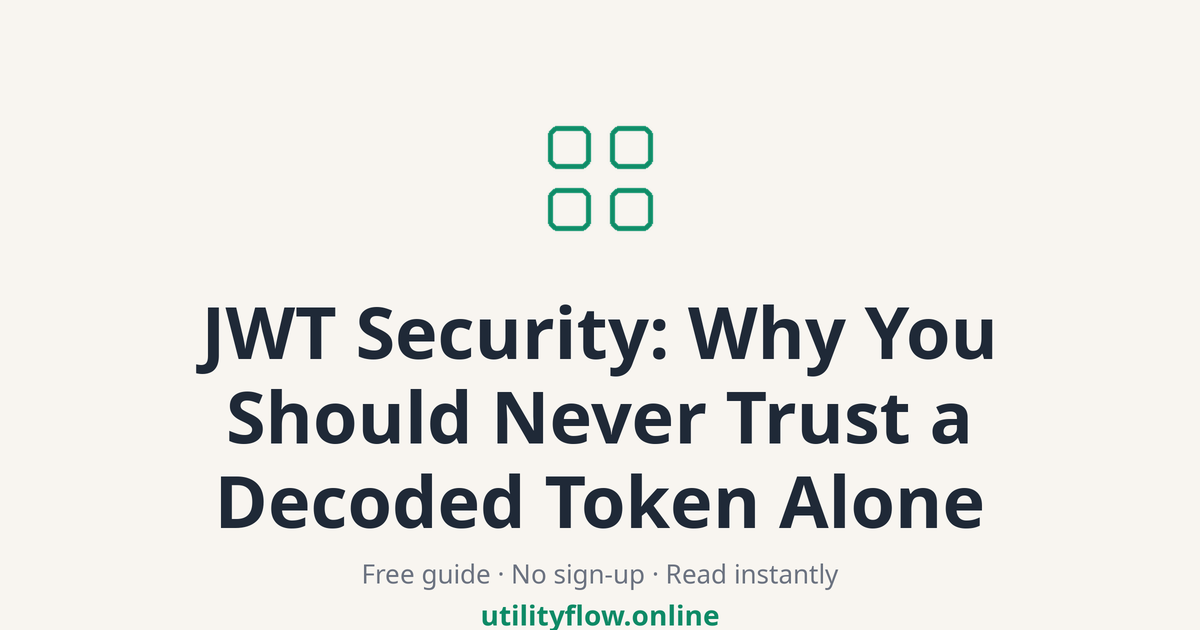 JWT Security: Why You
Should Never Trust a
Decoded Token Alone
Free guide · No sign-up · Read instantly
utilityflow.online